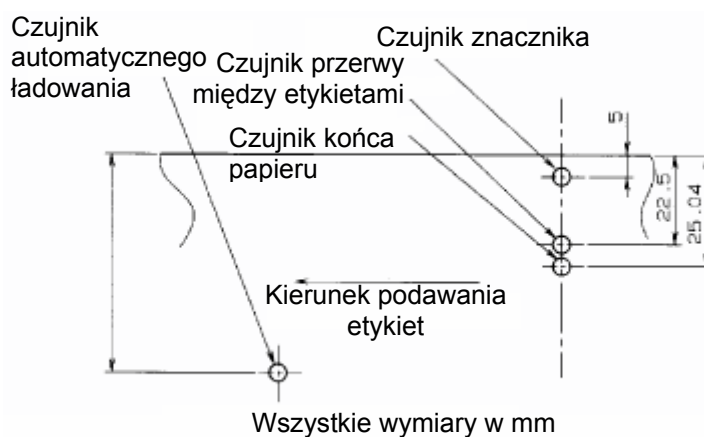 Czujnik
automatycznego
ładowania
Czujnik znacznika
Czujnik przerwy
między etykietami
Czujnik końca
papieru
5
22.5
25.04
Kierunek podawania
etykiet
Wszystkie wymiary w mm